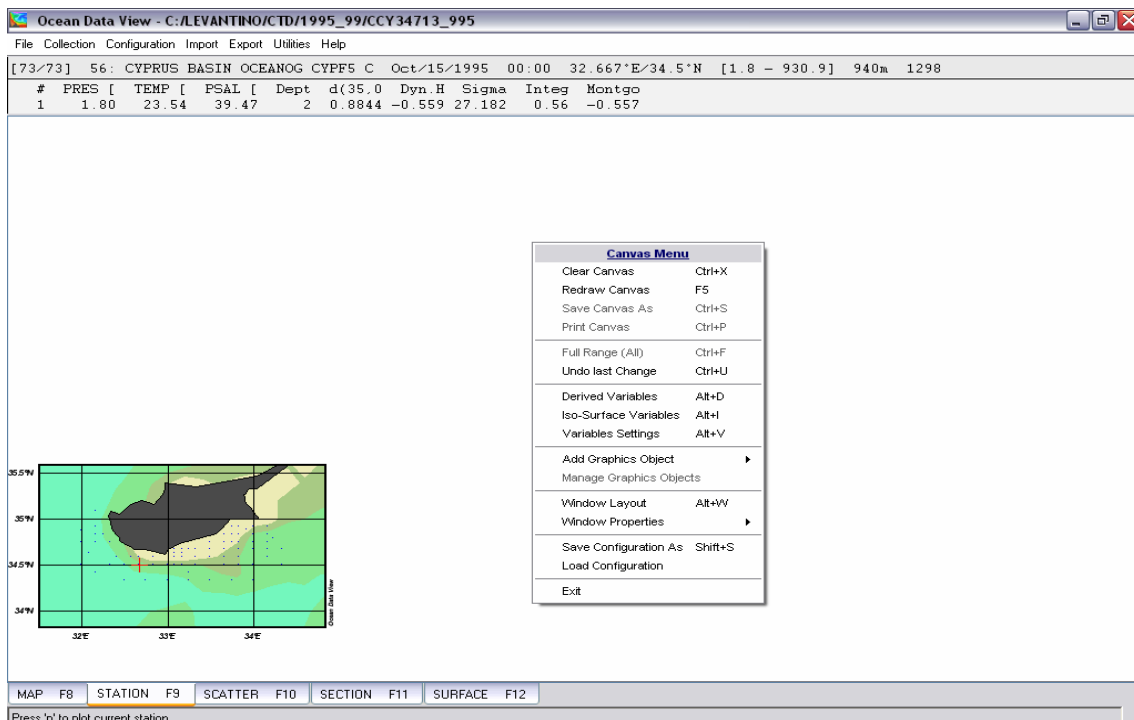 Ocean Data View - C:/LEVANTINO/CTD/1995_99/CCY34713_995
File Collection Configuration Import Export Utilities Help
[73/73] 56: CYPRUS BASIN OCEANOG CYPF5 C Oct/15/1995 00:00 32.667°E/34.5°N [1.8 - 930.9] 940m 1298
# PRES [ TEMP [ PSAL [ Dept d(35,0 Dyn.H Sigma Integ Montgo
1 1.80 23.54 39.47 2 0.8844 -0.559 27.182 0.56 -0.557
Canvas Menu
Clear Canvas Ctrl+X
Redraw Canvas F5
Save Canvas As Ctrl+S
Print Canvas Ctrl+P
Full Range (All) Ctrl+F
Undo last Change Ctrl+U
Derived Variables Alt+D
Iso-Surface Variables Alt+I
Variables Settings Alt+V
Add Graphics Object
Manage Graphics Objects
Window Layout Alt+W
Window Properties
Save Configuration As Shift+S
Load Configuration
Exit
35.5°N
35°N
34.5°N
34°N
32°E 33°E 34°E
Ocean Data View
MAP F8 STATION F9 SCATTER F10 SECTION F11 SURFACE F12
Press 'p' to plot current station